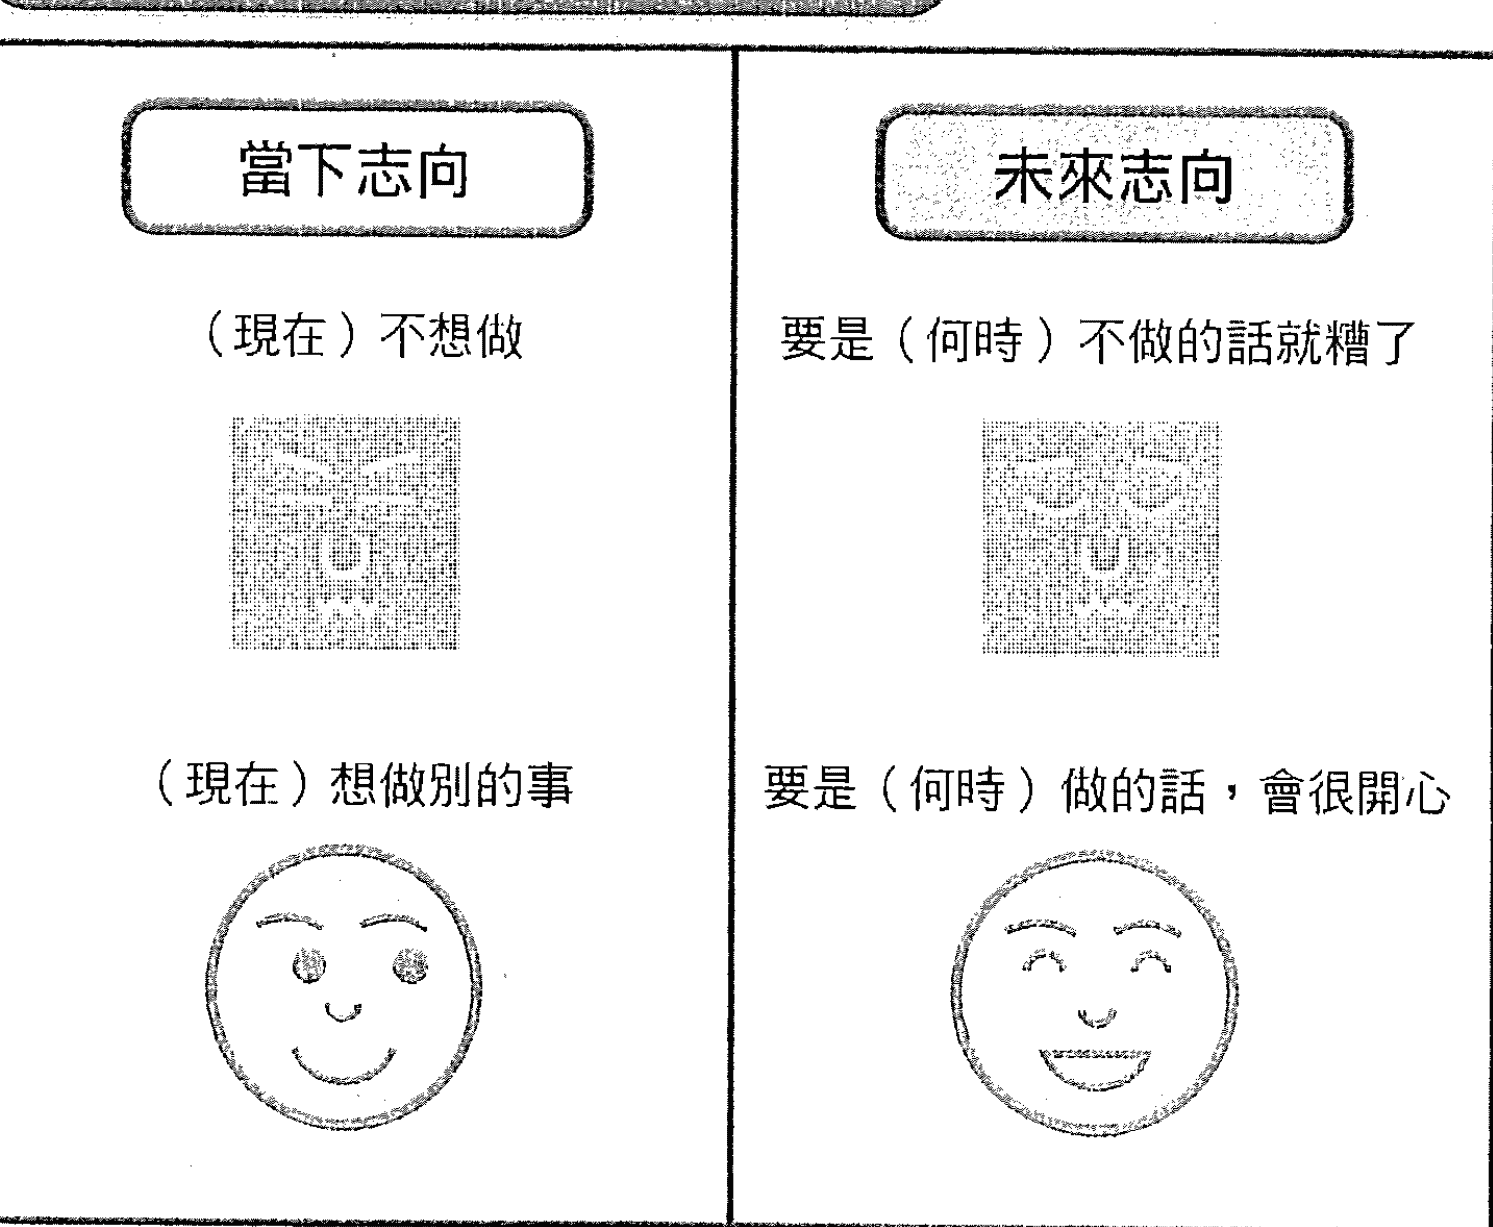 當下志向
(現在)不想做
(現在)想做別的事
未來志向
要是(何時)不做的話就糟了
要是(何時)做的話,會很開心